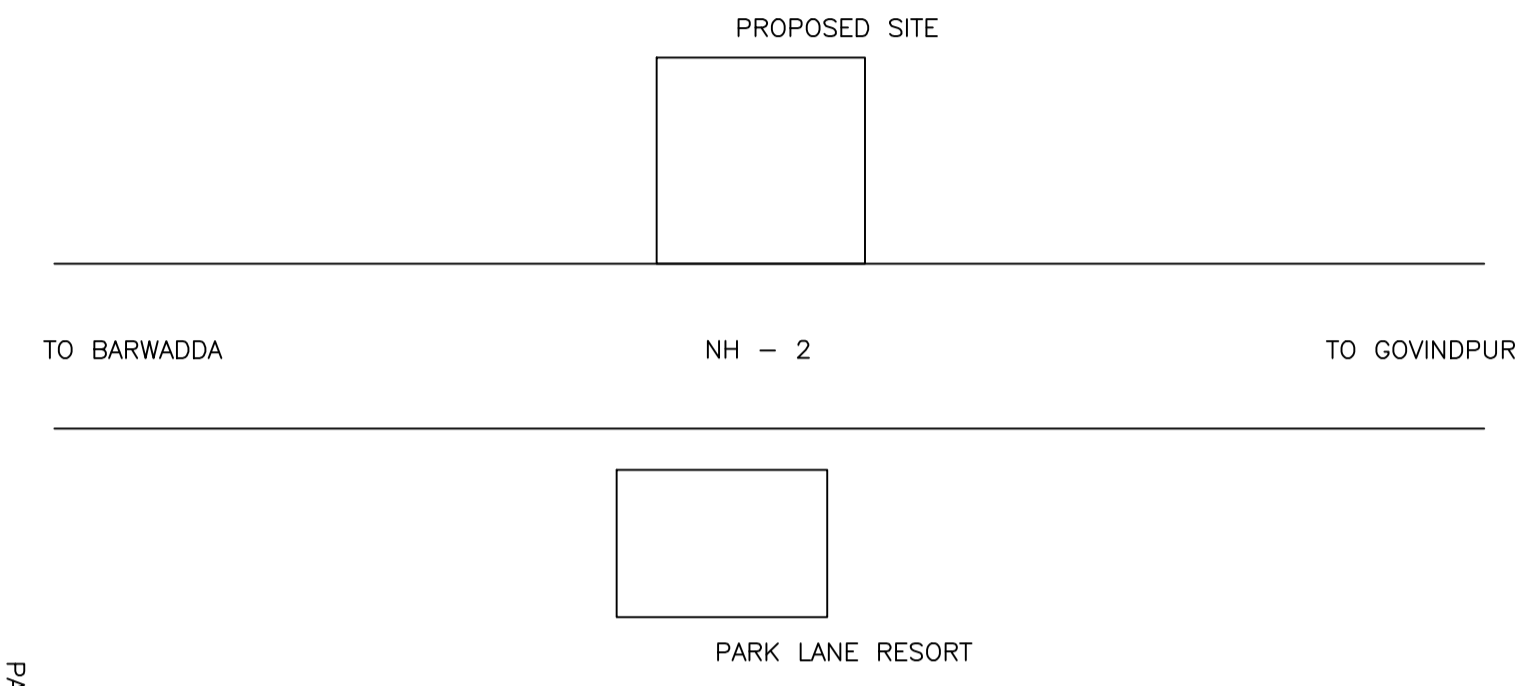 PROPOSED SITE
TO BARWADDA
NH - 2
TO GOVINDPUR
PARK LANE RESORT